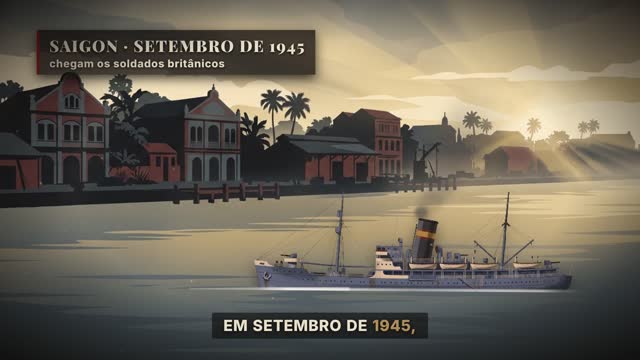 SAIGON · SETEMBRO DE 1945
chegam os soldados britânicos
EM SETEMBRO DE 1945,